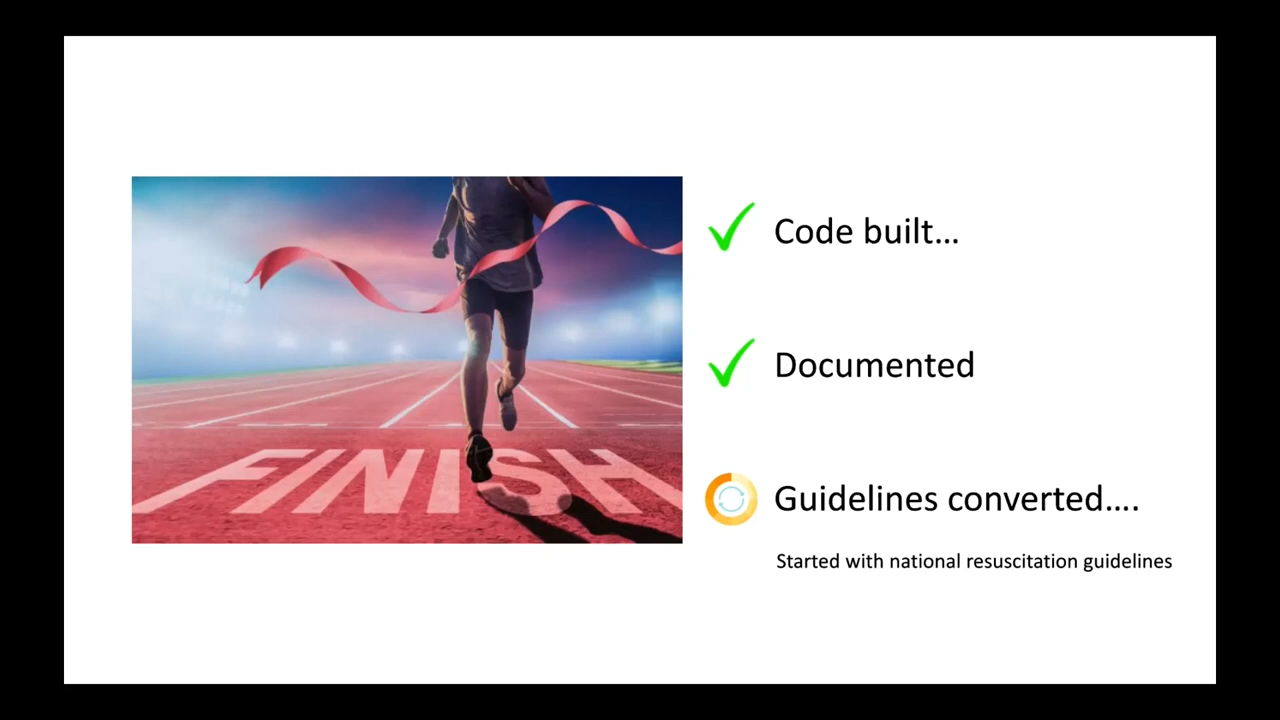 FINISH
Code built...
Documented
Guidelines converted....
Started with national resuscitation guidelines